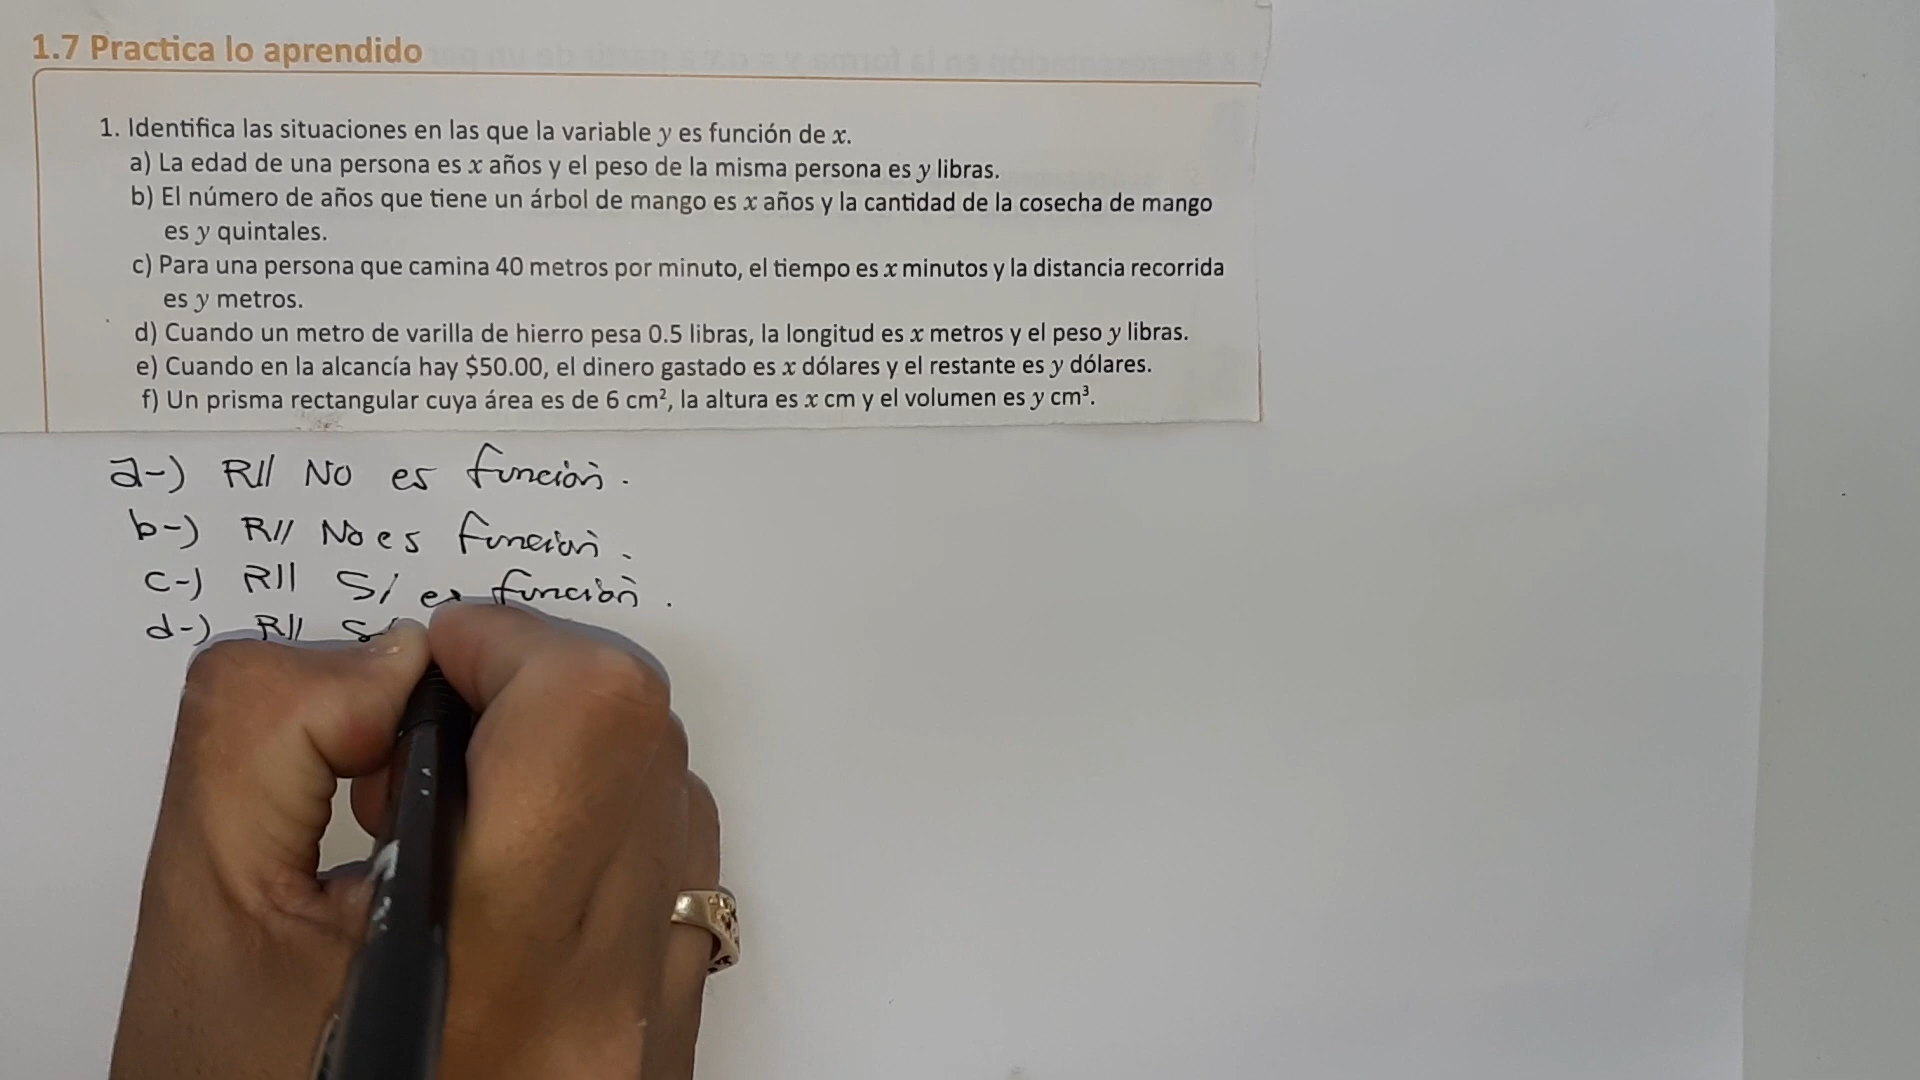 1.7 Practica lo aprendido
1. Identifica las situaciones en las que la variable y es función de x.
a) La edad de una persona es x años y el peso de la misma persona es y libras.
b) El número de años que tiene un árbol de mango es x años y la cantidad de la cosecha de mango
es y quintales.
c) Para una persona que camina 40 metros por minuto, el tiempo es x minutos y la distancia recorrida
es y metros.
d) Cuando un metro de varilla de hierro pesa 0.5 libras, la longitud es x metros y el peso y libras.
e) Cuando en la alcancía hay $50.00, el dinero gastado es x dólares y el restante es y dólares.
f) Un prisma rectangular cuya área es de 6 cm², la altura es x cm y el volumen es y cm³.
a-) R// No es función.
b-) R// No es función.
c-) R// Sí es función.
d-) R// Sí